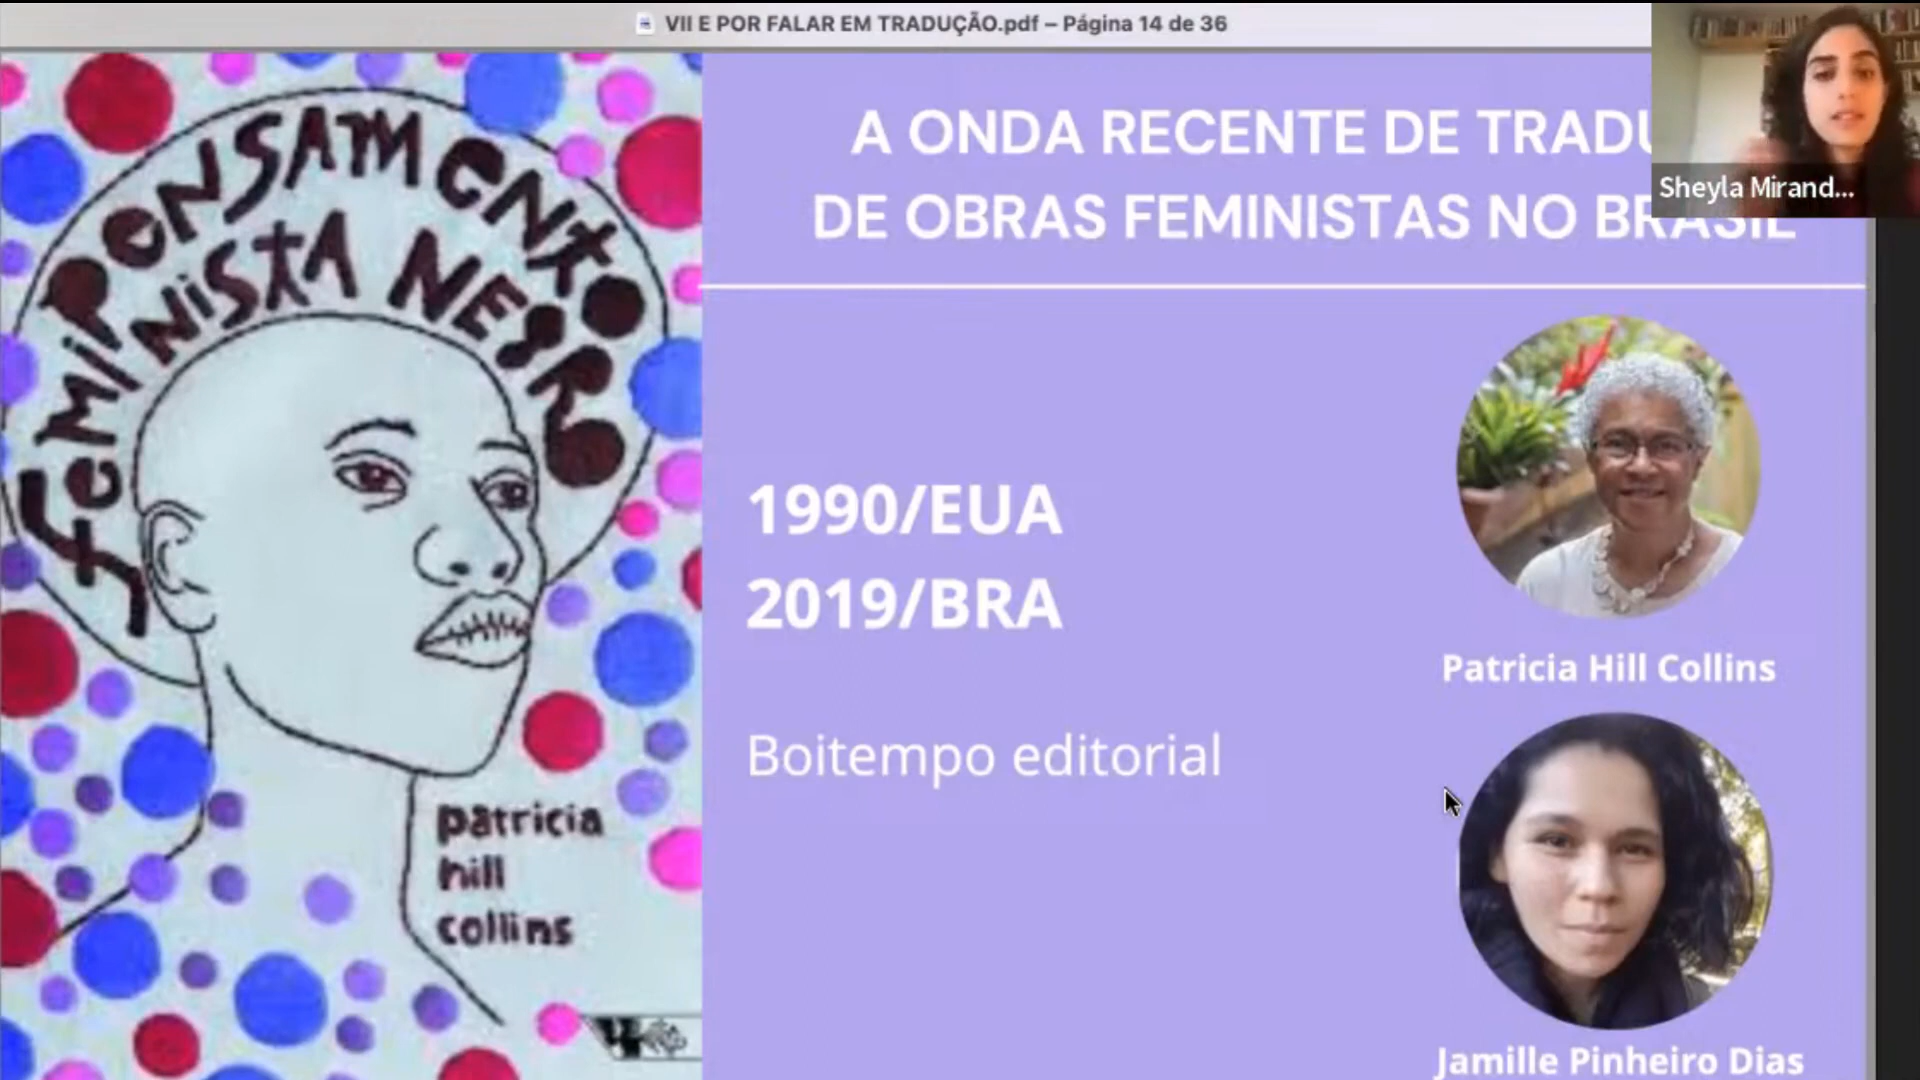 VII E POR FALAR EM TRADUÇÃO.pdf – Página 14 de 36
Sheyla Mirand...
A ONDA RECENTE DE TRADU
DE OBRAS FEMINISTAS NO BRASIL
PENSAMENTO
FEMINISTA NEGRO
patricia
hill
collins
1990/EUA
2019/BRA
Boitempo editorial
Patricia Hill Collins
Jamille Pinheiro Dias